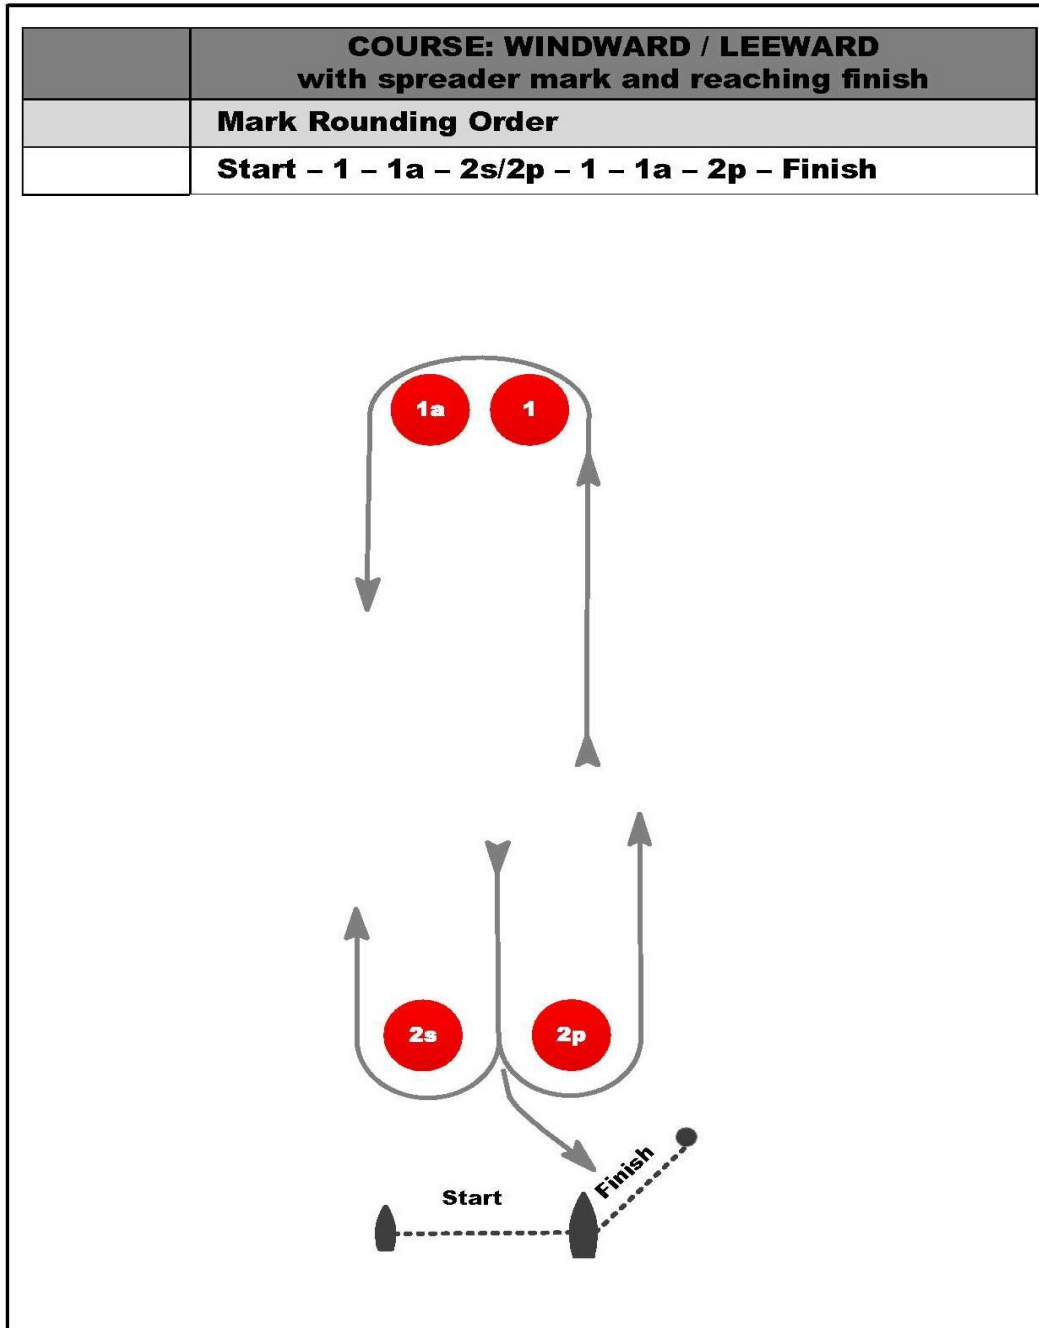 COURSE: WINDWARD / LEEWARD
with spreader mark and reaching finish
Mark Rounding Order
Start – 1 – 1a – 2s/2p – 1 – 1a – 2p – Finish
1a
1
2s
2p
Finish
Start